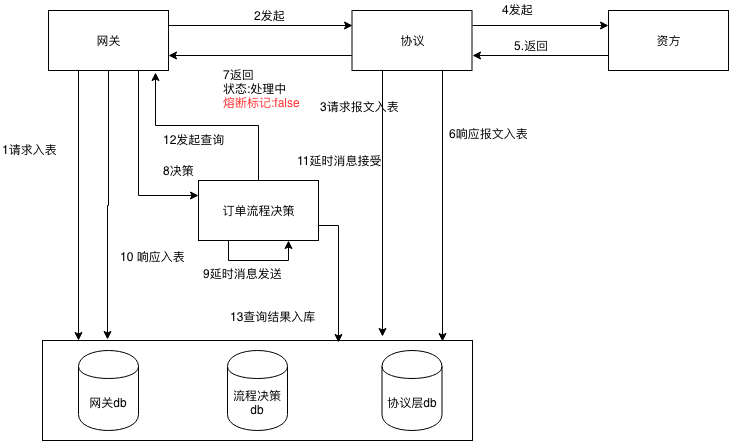 网关
2发起
协议
4发起
资方
5.返回
7返回
状态:处理中
熔断标记:false
3请求报文入表
12发起查询
6响应报文入表
1请求入表
11延时消息接受
8决策
订单流程决策
10 响应入表
9延时消息发送
13查询结果入库
网关db
流程决策
db
协议层db